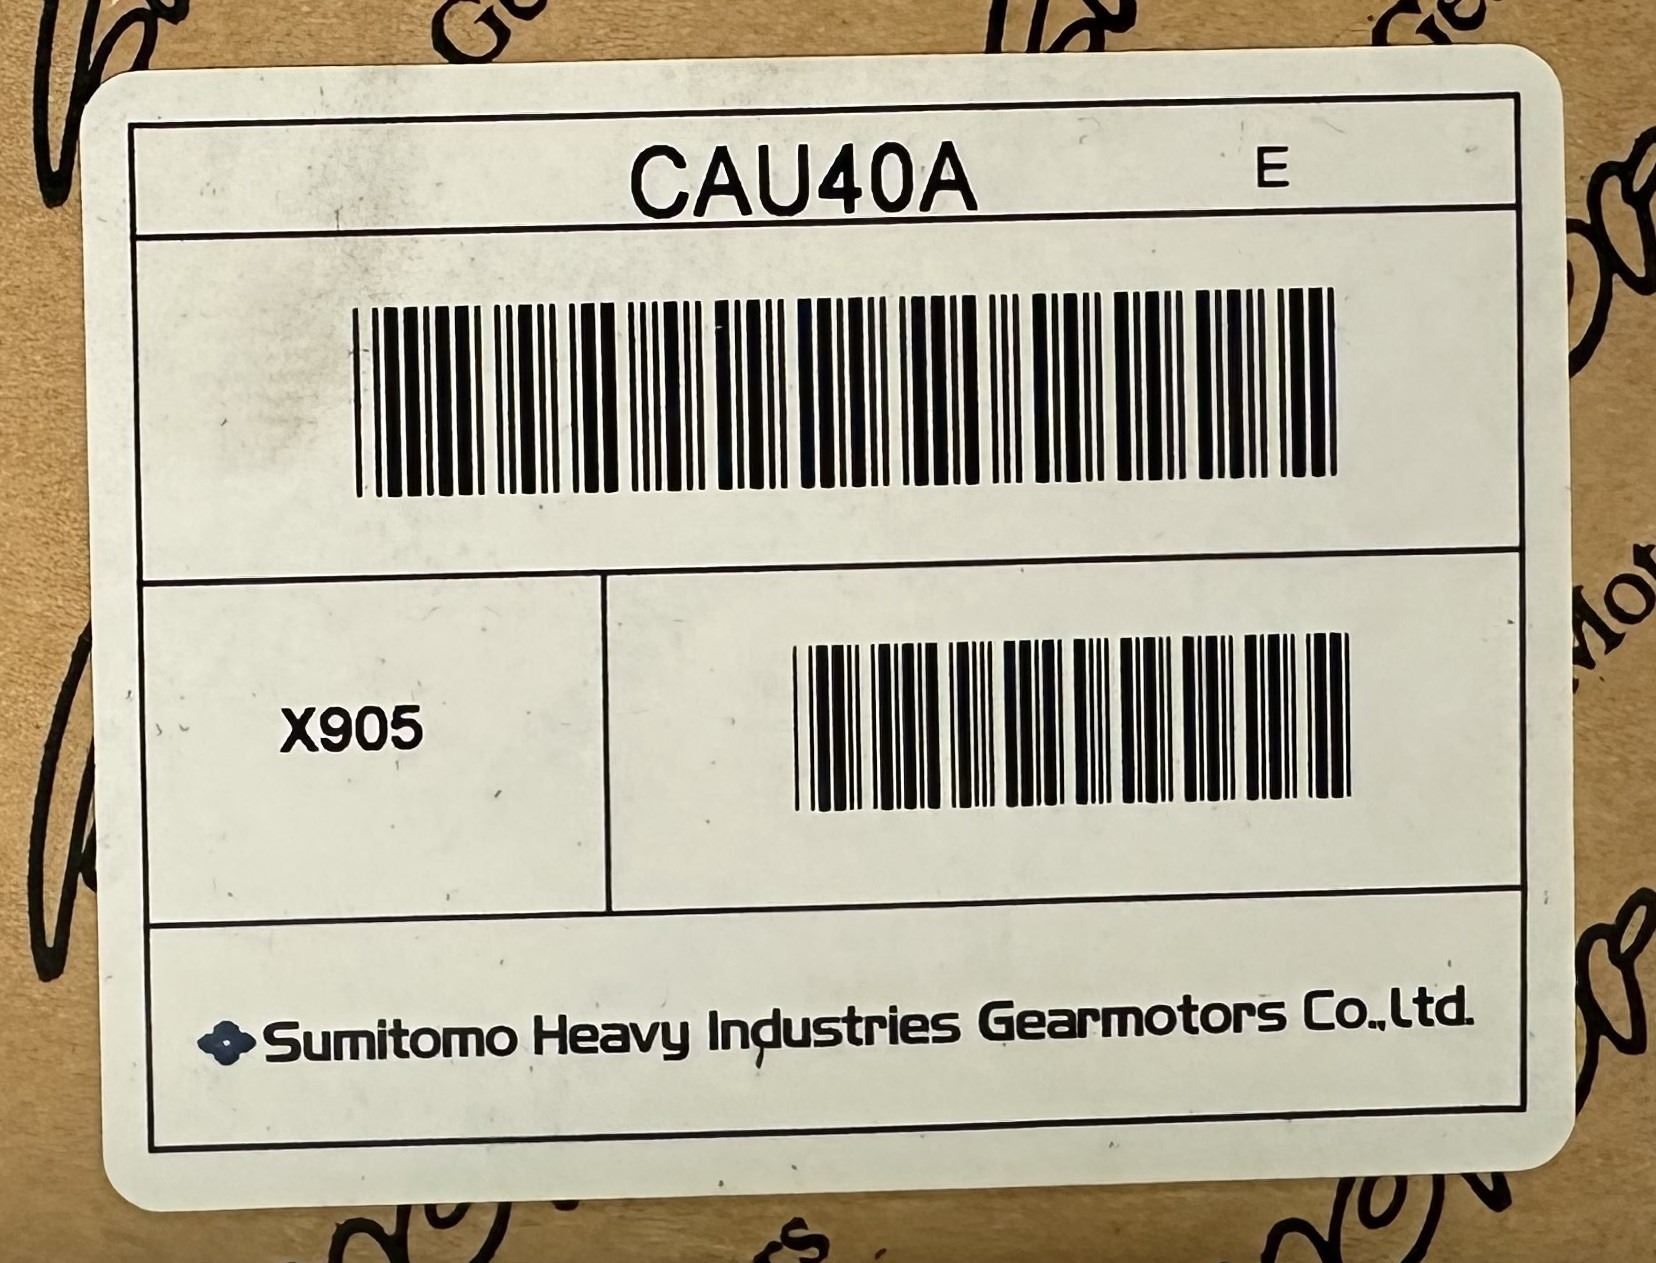 CAU40A E
X905
Sumitomo Heavy Industries Gearmotors Co.,Ltd.